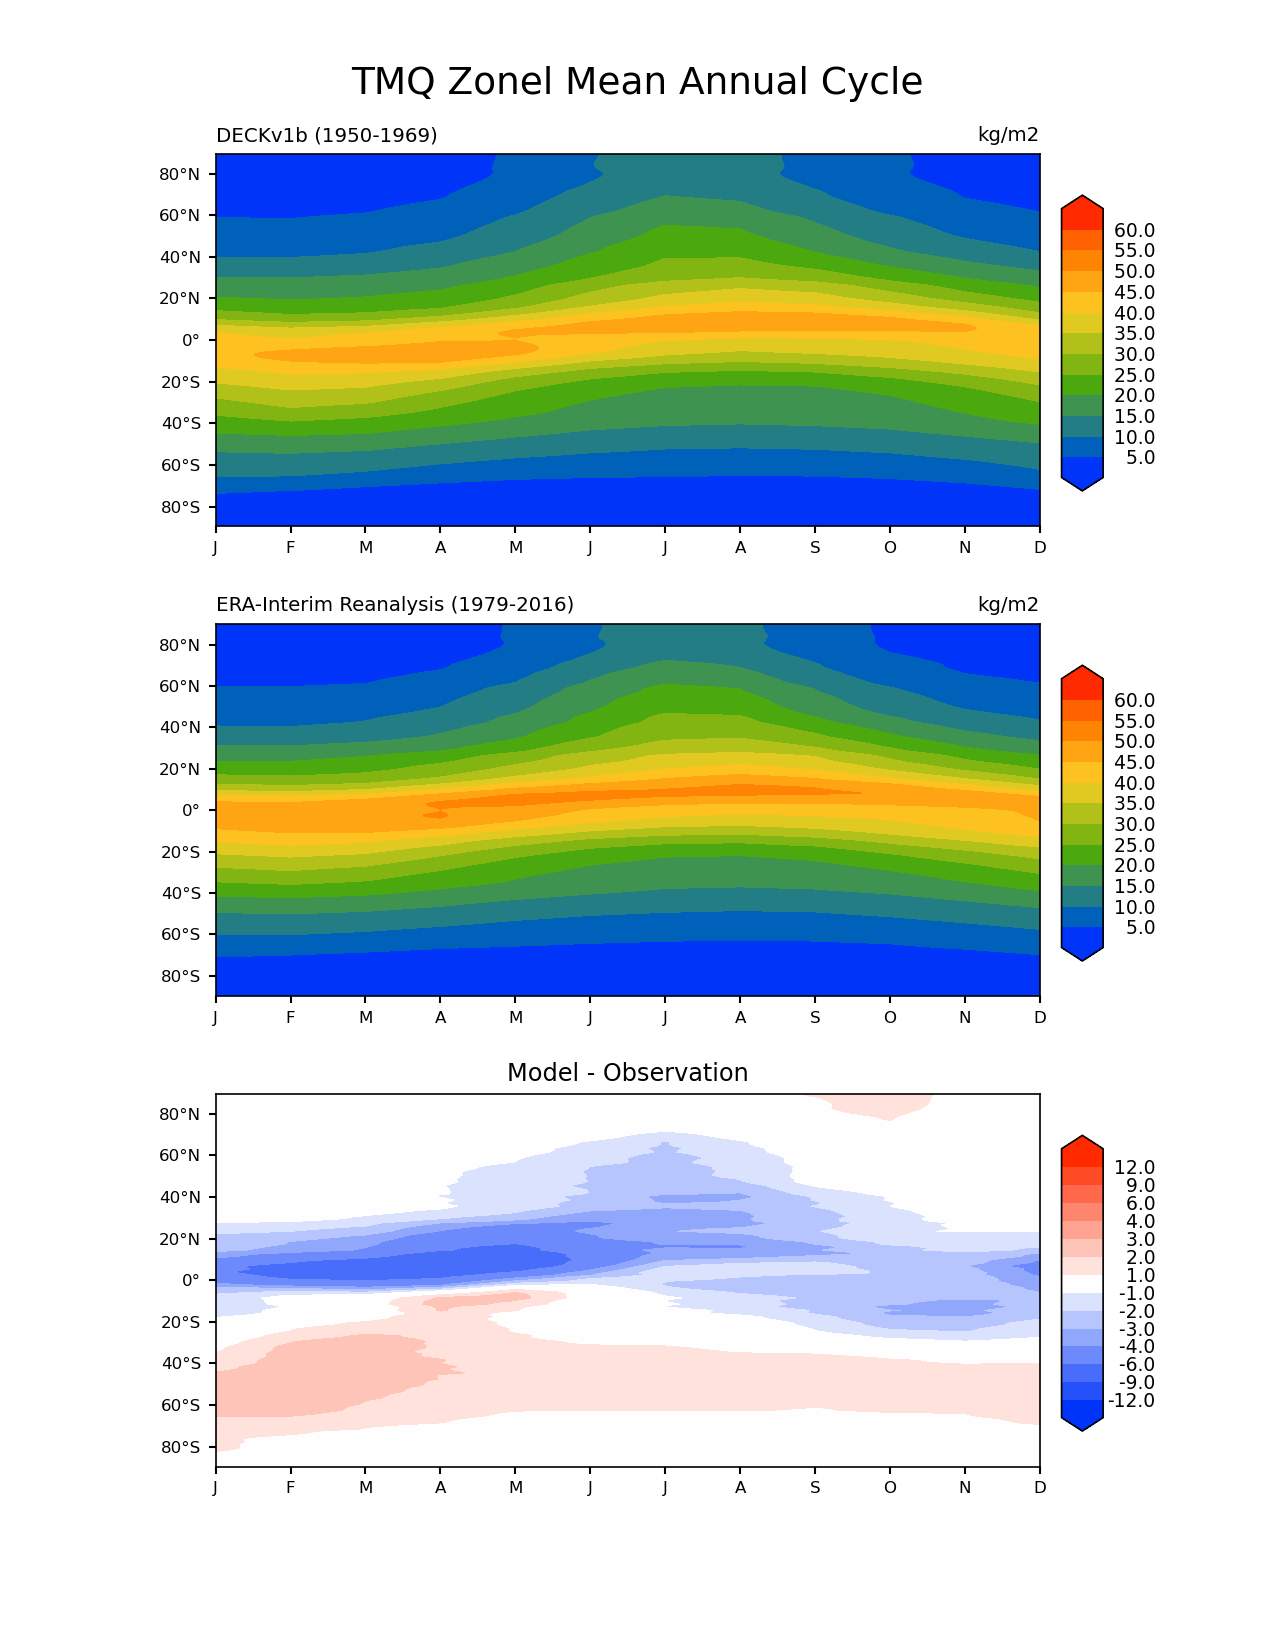 TMQ Zonel Mean Annual Cycle
DECKv1b (1950-1969) kg/m2
80°N
60°N
40°N
20°N
0°
20°S
40°S
60°S
80°S
J F M A M J J A S O N D
60.0
55.0
50.0
45.0
40.0
35.0
30.0
25.0
20.0
15.0
10.0
5.0
ERA-Interim Reanalysis (1979-2016) kg/m2
80°N
60°N
40°N
20°N
0°
20°S
40°S
60°S
80°S
J F M A M J J A S O N D
60.0
55.0
50.0
45.0
40.0
35.0
30.0
25.0
20.0
15.0
10.0
5.0
Model - Observation
80°N
60°N
40°N
20°N
0°
20°S
40°S
60°S
80°S
J F M A M J J A S O N D
12.0
9.0
6.0
4.0
3.0
2.0
1.0
-1.0
-2.0
-3.0
-4.0
-6.0
-9.0
-12.0